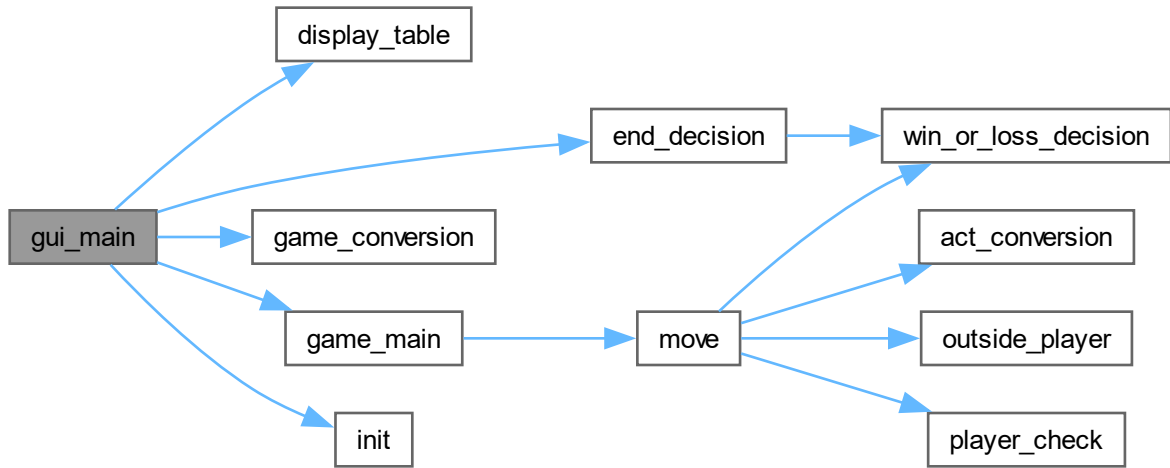 display_table
end_decision
win_or_loss_decision
gui_main
game_conversion
act_conversion
game_main
move
outside_player
init
player_check